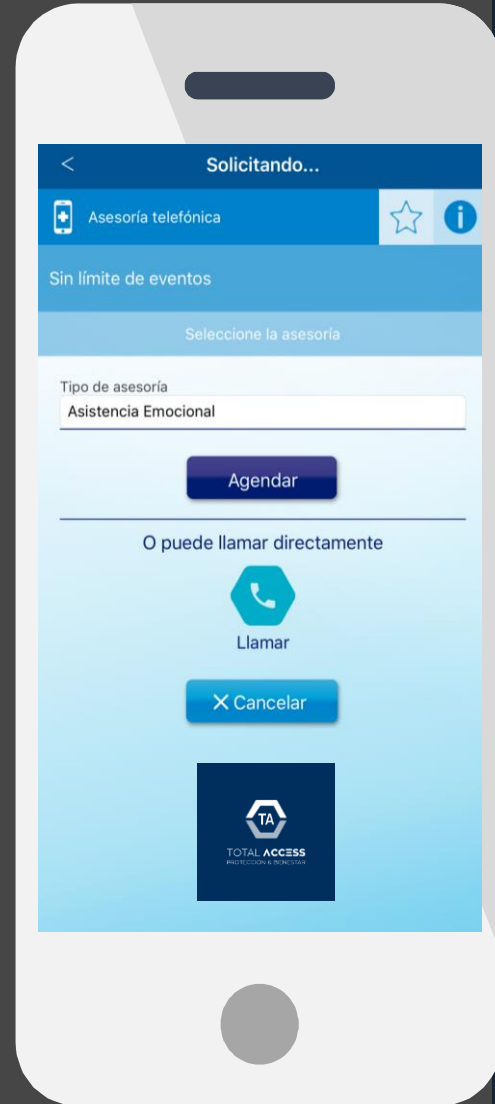 Solicitando...
Asesoría telefónica
Sin límite de eventos
Seleccione la asesoría
Tipo de asesoría
Asistencia Emocional
Agendar
O puede llamar directamente
Llamar
Cancelar
TA
TOTAL ACCESS
PROTECCIÓN & BIENESTAR